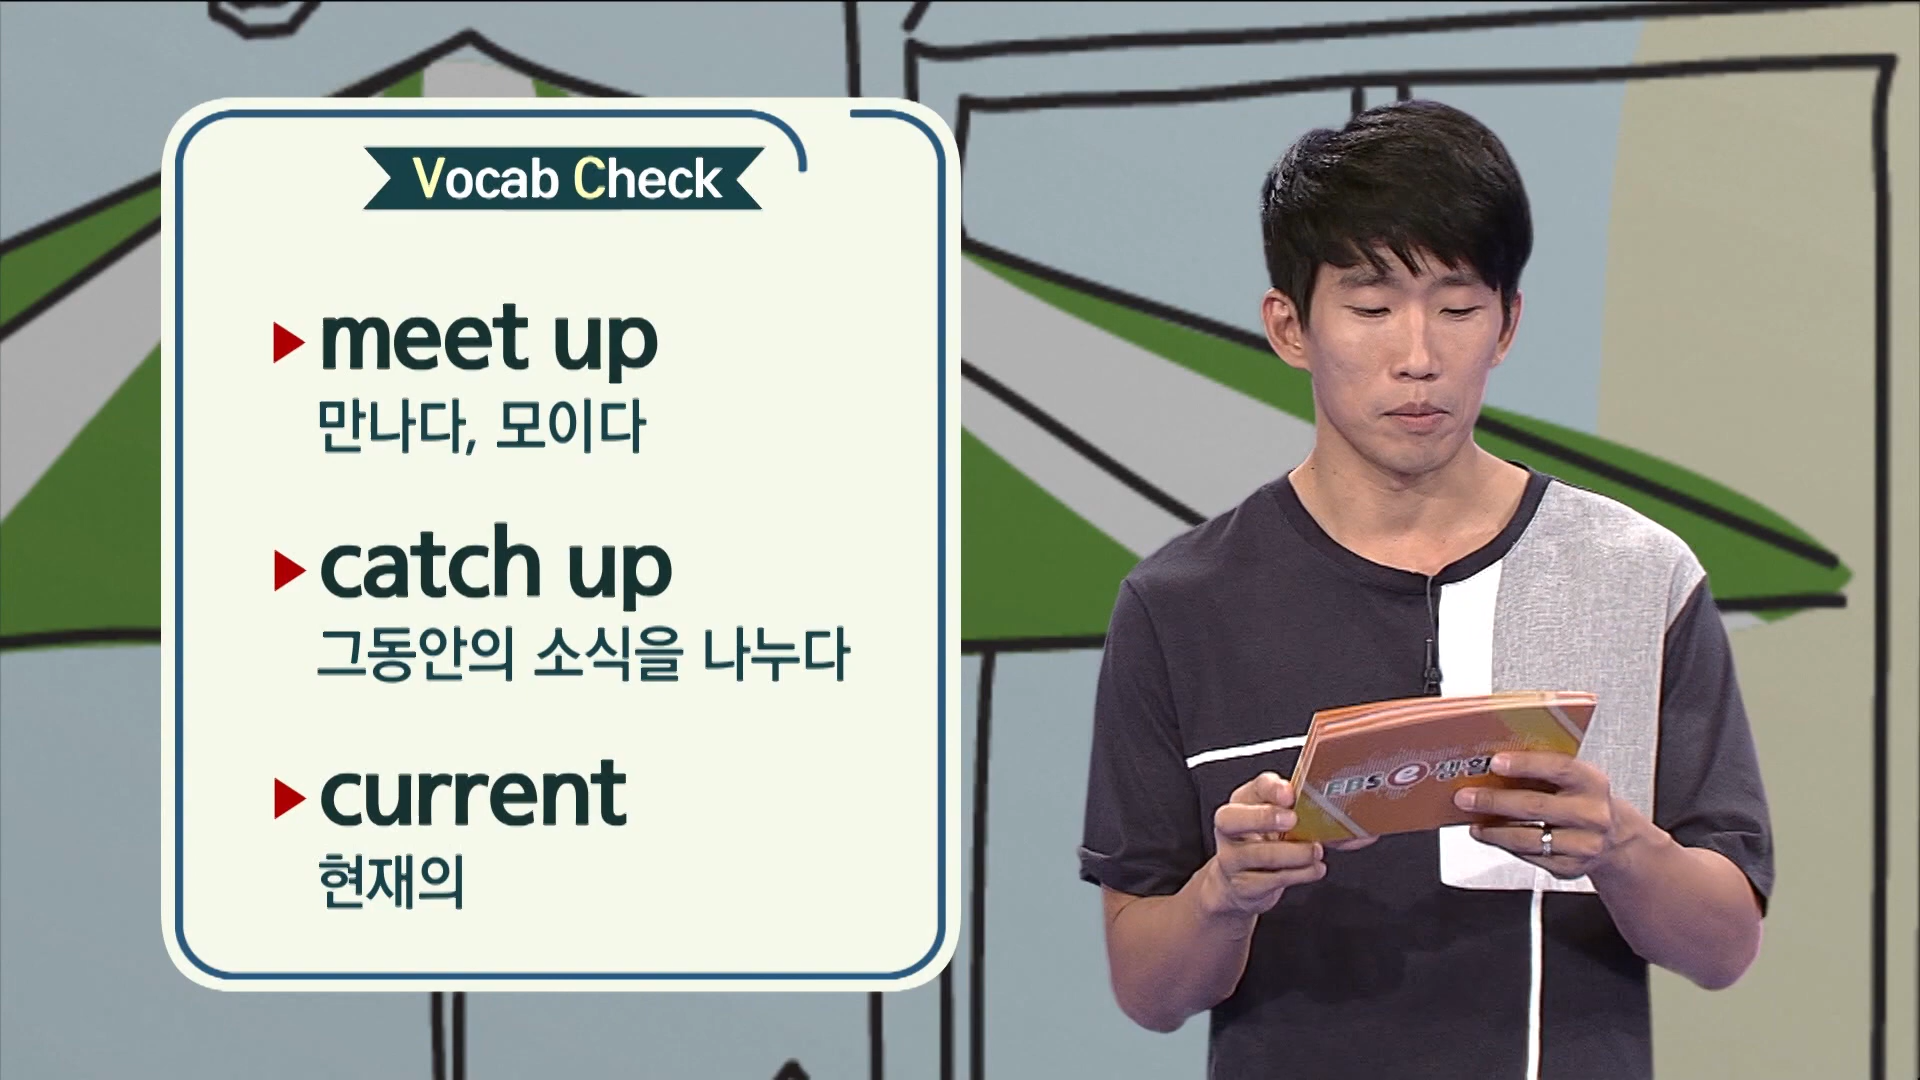 Vocab Check
meet up
만나다, 모이다
catch up
그동안의 소식을 나누다
current
현재의
EBS e